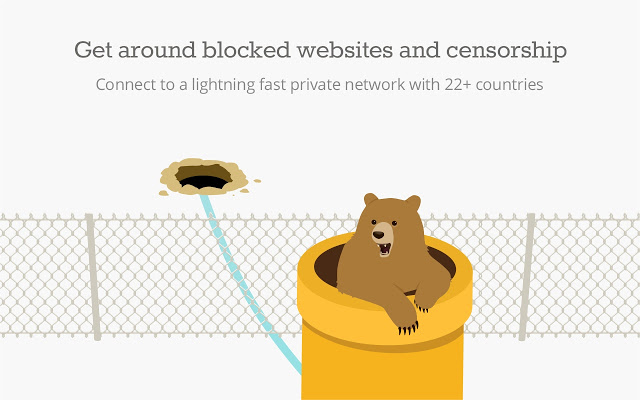 Get around blocked websites and censorship
Connect to a lightning fast private network with 22+ countries